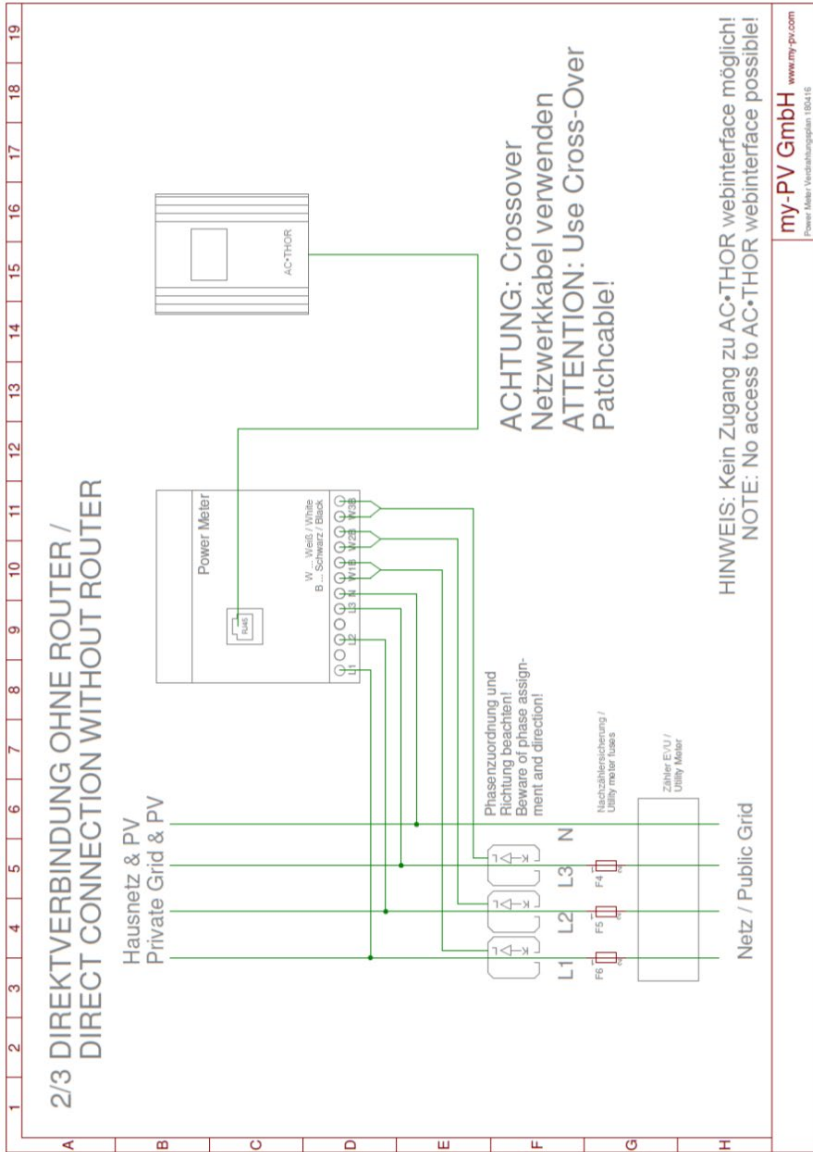 1 2 3 4 5 6 7 8 9 10 11 12 13 14 15 16 17 18 19
A
B
C
D
E
F
G
H
2/3 DIREKTVERBINDUNG OHNE ROUTER /
DIRECT CONNECTION WITHOUT ROUTER
Hausnetz & PV
Private Grid & PV
Power Meter
RJ45
W ... Weiß / White
B ... Schwarz / Black
L1 L2 L3 N W1B W2B W3B
AC•THOR
ACHTUNG: Crossover
Netzwerkkabel verwenden
ATTENTION: Use Cross-Over
Patchcable!
Phasenzuordnung und
Richtung beachten!
Beware of phase assign-
ment and direction!
L1 L2 L3 N
Nachzählersicherung /
Utility meter fuses
F6 F5 F4
Zähler EVU /
Utility Meter
Netz / Public Grid
HINWEIS: Kein Zugang zu AC•THOR webinterface möglich!
NOTE: No access to AC•THOR webinterface possible!
my-PV GmbH www.my-pv.com
Power Meter Verdrahtungsplan 180416